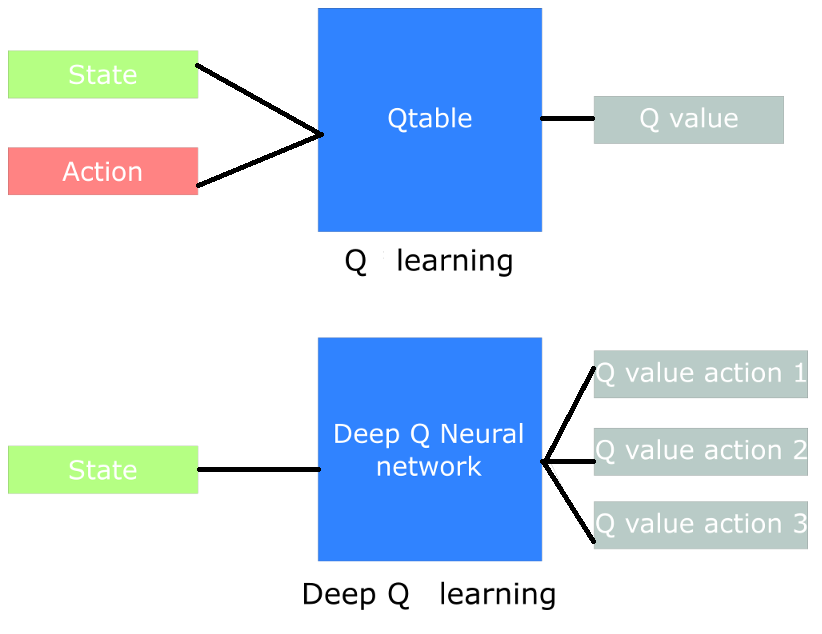 State
Action
Qtable
Q value
Q learning
State
Deep Q Neural
network
Q value action 1
Q value action 2
Q value action 3
Deep Q learning